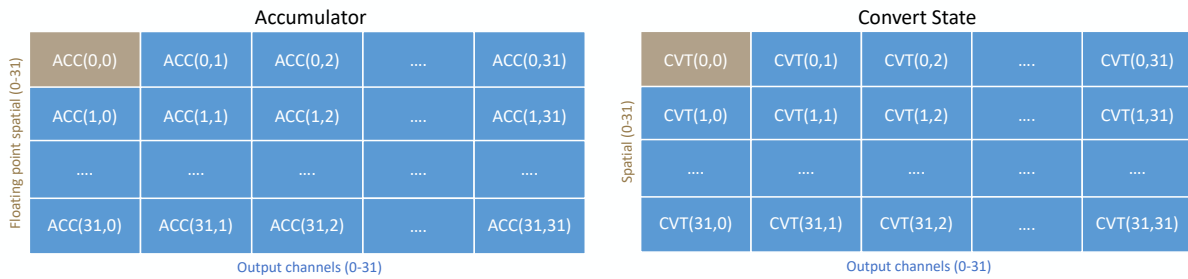 Accumulator
Floating point spatial (0-31)
ACC(0,0) ACC(0,1) ACC(0,2) .... ACC(0,31)
ACC(1,0) ACC(1,1) ACC(1,2) .... ACC(1,31)
.... .... .... .... ....
ACC(31,0) ACC(31,1) ACC(31,2) .... ACC(31,31)
Output channels (0-31)
Convert State
Spatial (0-31)
CVT(0,0) CVT(0,1) CVT(0,2) .... CVT(0,31)
CVT(1,0) CVT(1,1) CVT(1,2) .... CVT(1,31)
.... .... .... .... ....
CVT(31,0) CVT(31,1) CVT(31,2) .... CVT(31,31)
Output channels (0-31)